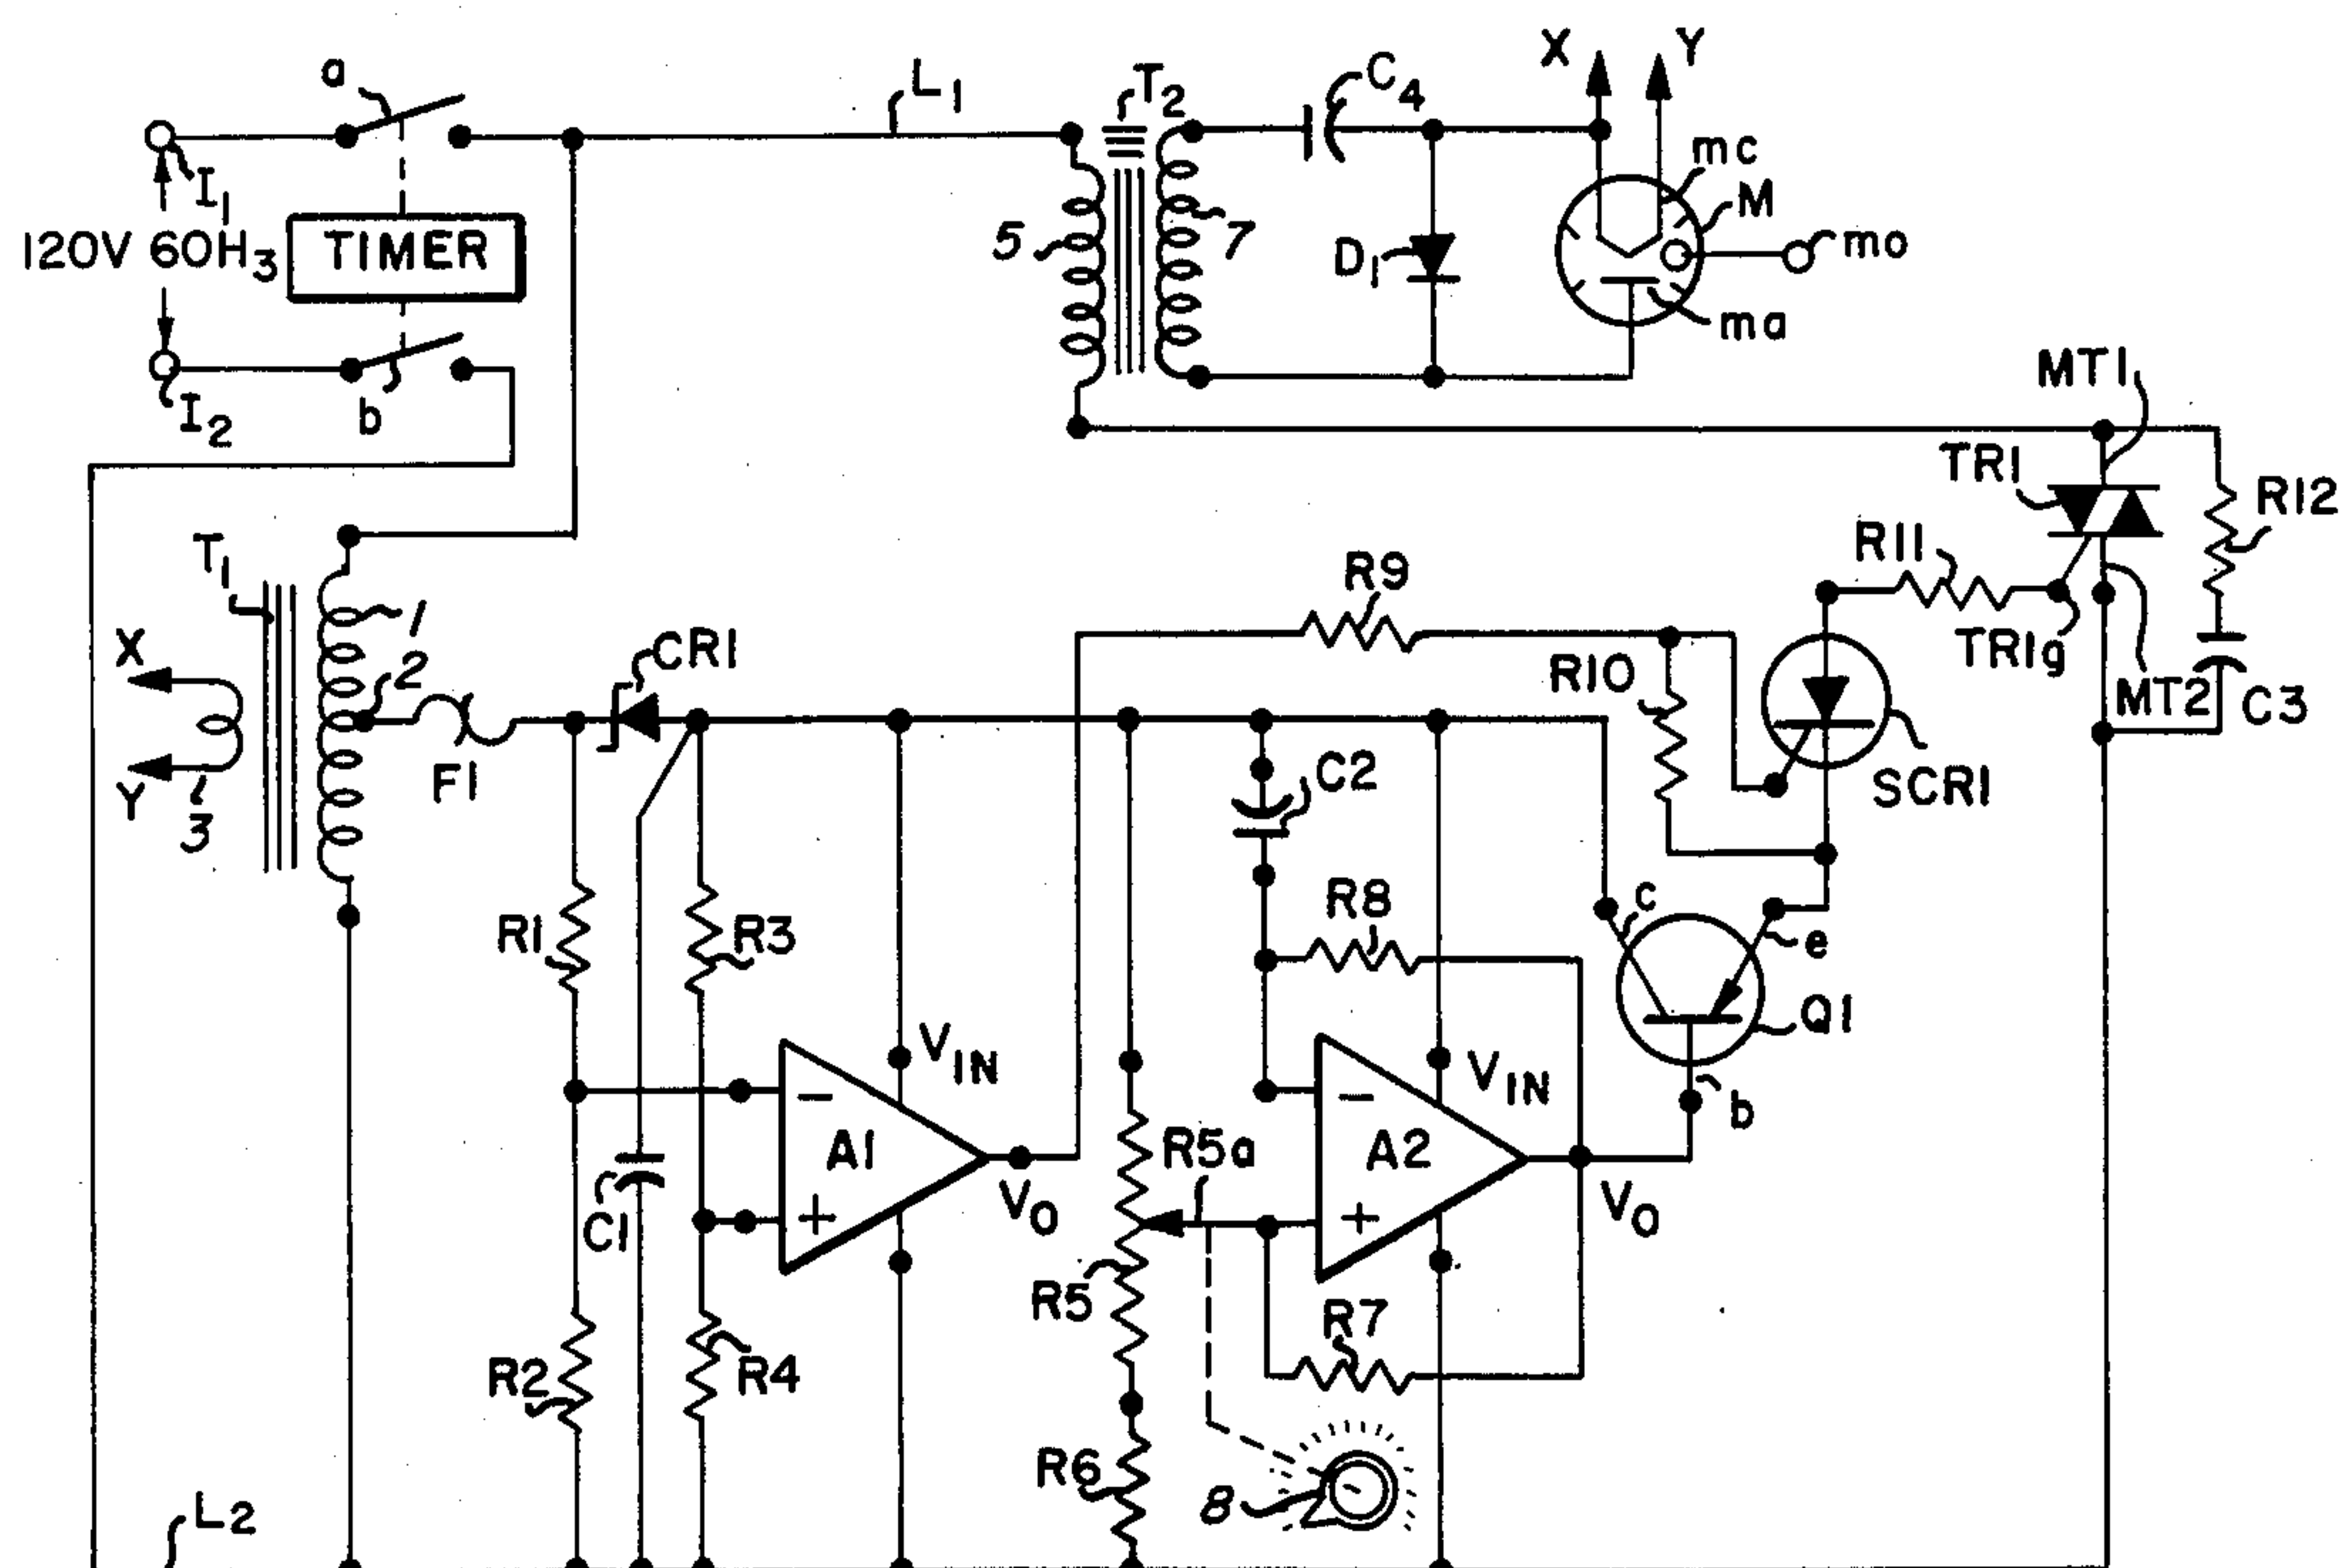 a
L1
T2
C4
X Y
mc
M
I1
120V 60H3
TIMER
5
7
D1
mo
ma
I2
b
MT1
TR1
R12
T1
1
R9
R11
X
2
CR1
R10
TR1g
MT2
C3
Y
3
F1
C2
SCR1
R1
R3
R8
c
e
VIN
VIN
Q1
b
A1
C1
VO
R5a
A2
VO
R5
R7
R2
R4
R6
8
L2